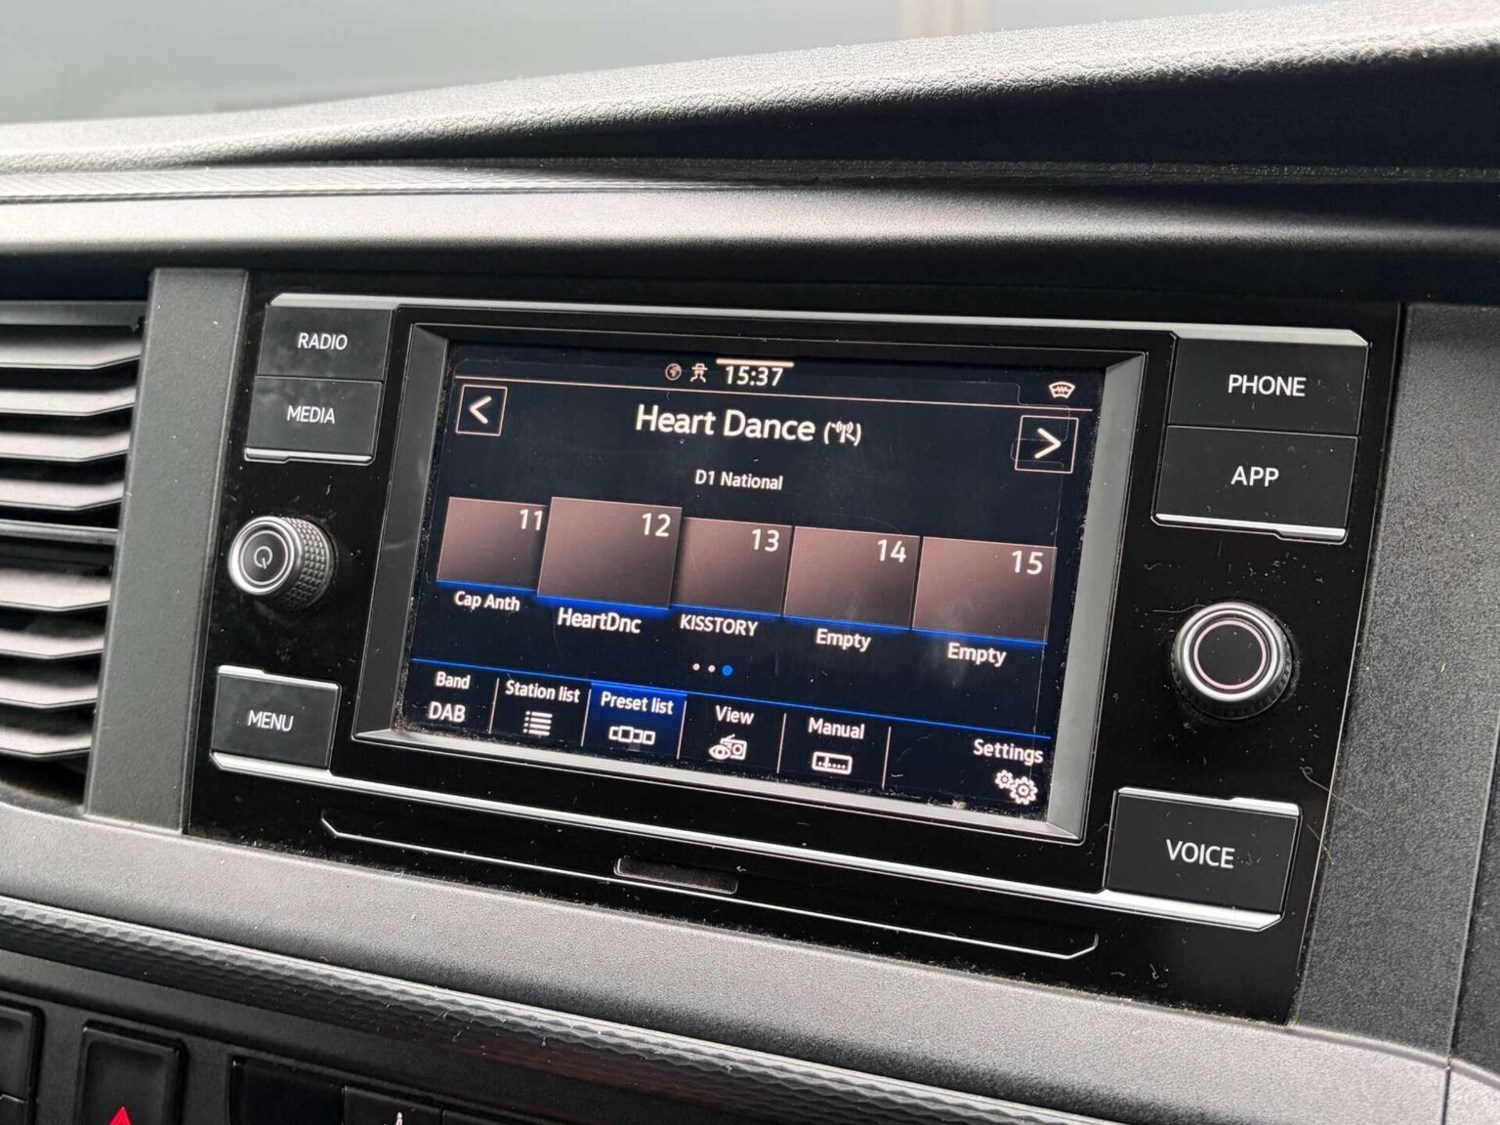 RADIO
MEDIA
MENU
15:37
Heart Dance
D1 National
11
12
13
14
15
Cap Anth
HeartDnc
KISSTORY
Empty
Empty
Band
DAB
Station list
Preset list
View
Manual
Settings
PHONE
APP
VOICE